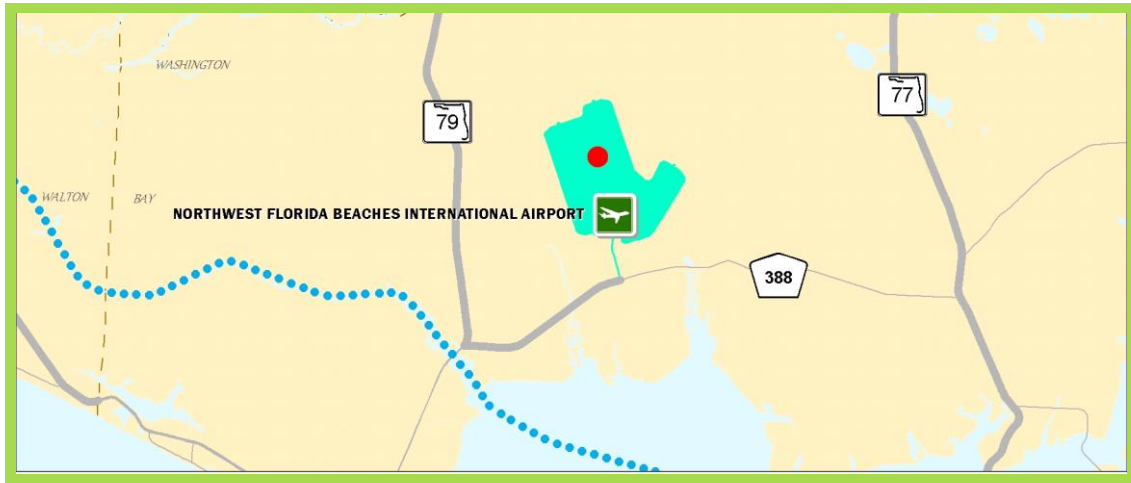 WASHINGTON
79
77
WALTON
BAY
NORTHWEST FLORIDA BEACHES INTERNATIONAL AIRPORT
388